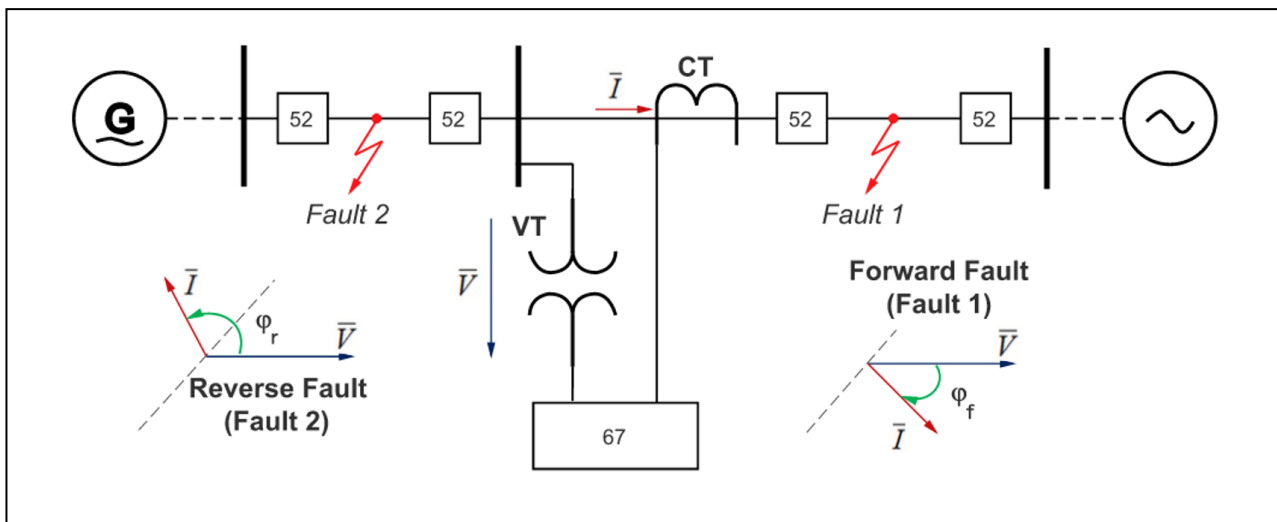 CT
I̅
G
52
52
52
52
Fault 2
Fault 1
VT
V̅
Forward Fault
(Fault 1)
I̅
φr
V̅
V̅
φf
I̅
Reverse Fault
(Fault 2)
67